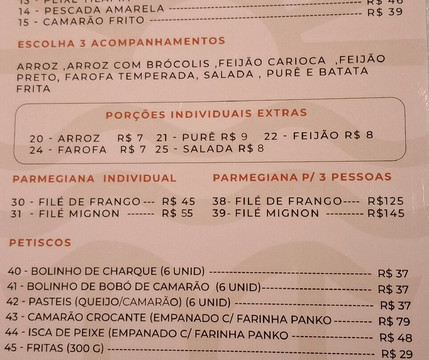 14 - PESCADA AMARELA ---------- R$ 46
15 - CAMARÃO FRITO ---------- R$ 39
ESCOLHA 3 ACOMPANHAMENTOS
ARROZ ,ARROZ COM BRÓCOLIS ,FEIJÃO CARIOCA ,FEIJÃO
PRETO, FAROFA TEMPERADA, SALADA , PURÊ E BATATA
FRITA
PORÇÕES INDIVIDUAIS EXTRAS
20 - ARROZ R$ 7 21 - PURÊ R$ 9 22 - FEIJÃO R$ 8
24 - FAROFA R$ 7 25 - SALADA R$ 8
PARMEGIANA INDIVIDUAL PARMEGIANA P/ 3 PESSOAS
30 - FILÉ DE FRANGO--- R$ 45 38- FILÉ DE FRANGO---- R$125
31 - FILÉ MIGNON ------- R$ 55 39- FILÉ MIGNON ------- R$145
PETISCOS
40 - BOLINHO DE CHARQUE (6 UNID) ---------- R$ 37
41 - BOLINHO DE BOBÓ DE CAMARÃO (6 UNID)---------- R$ 37
42 - PASTEIS (QUEIJO/CAMARÃO) (6 UNID) ---------- R$ 37
43 - CAMARÃO CROCANTE (EMPANADO C/ FARINHA PANKO ---------- R$ 79
44 - ISCA DE PEIXE (EMPANADO C/ FARINHA PANKO ---------- R$ 48
45 - FRITAS (300 G) ---------- R$ 29